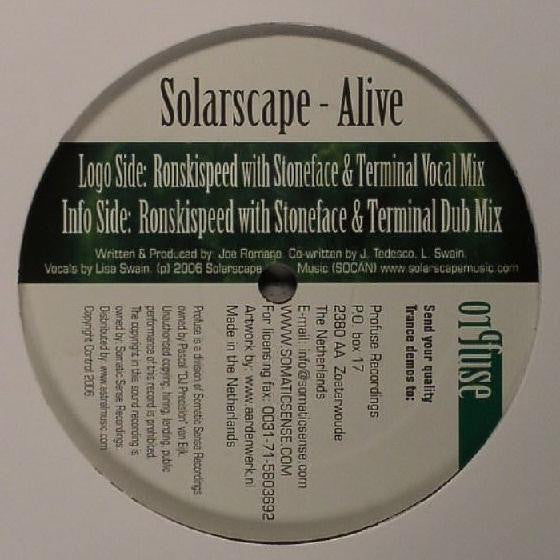 Solarscape - Alive
Logo Side: Ronskispeed with Stoneface & Terminal Vocal Mix
Info Side: Ronskispeed with Stoneface & Terminal Dub Mix
Written & Produced by: Joe Romano. Co-written by J. Tedesco, L. Swain.
Vocals by Lisa Swain. (p) 2006 Solarscape Music (SOCAN) www.solarscapemusic.com
Send your quality
Trance demos to:
Profuse Recordings
P.O. box 17
2380 AA Zoeterwoude
The Netherlands
E-mail: info@somaticsense.com
WWW.SOMATICSENSE.COM
For licensing fax: 0031-71-5803692
Artwork by: www.aardenwerk.nl
Made in the Netherlands
Profuse is a division of Somatic Sense Recordings
owned by Pascal "DJ Precision" van Eijk.
Unauthorised copying, hiring, lending, public
performance of this record is prohibited.
The copyright in this sound recording is
owned by: Somatic Sense Recordings.
Distributed by: www.astralmusic.com
Copyright Control 2006